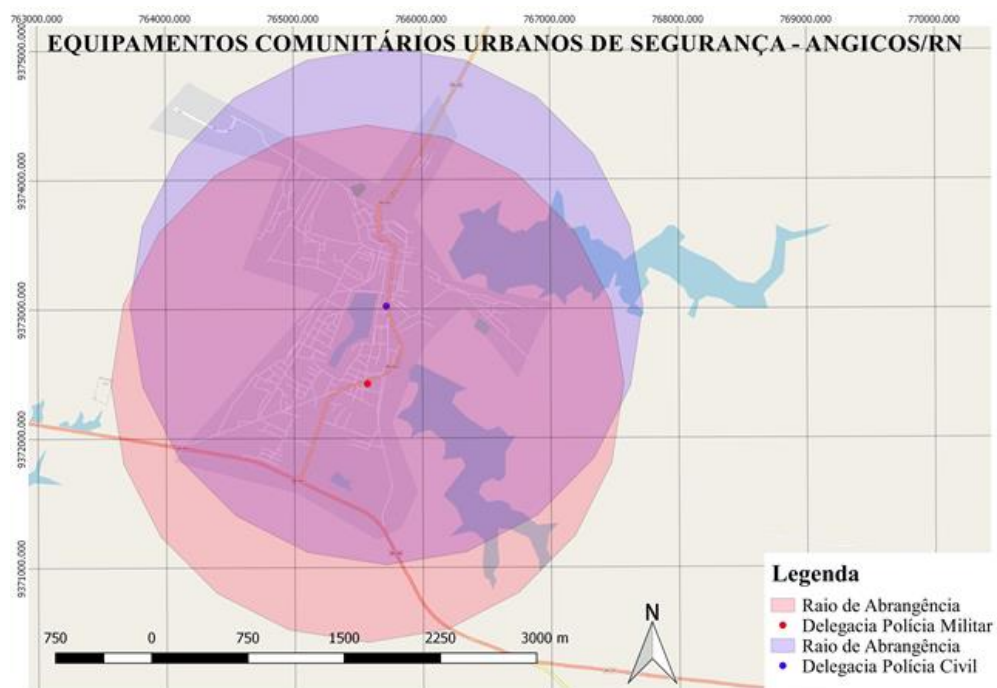 763000.000 764000.000 765000.000 766000.000 767000.000 768000.000 769000.000 770000.000
EQUIPAMENTOS COMUNITÁRIOS URBANOS DE SEGURANÇA - ANGICOS/RN
9375000.000
9374000.000
9373000.000
9372000.000
9371000.000
750 0 750 1500 2250 3000 m
N
Legenda
Raio de Abrangência
Delegacia Polícia Militar
Raio de Abrangência
Delegacia Polícia Civil